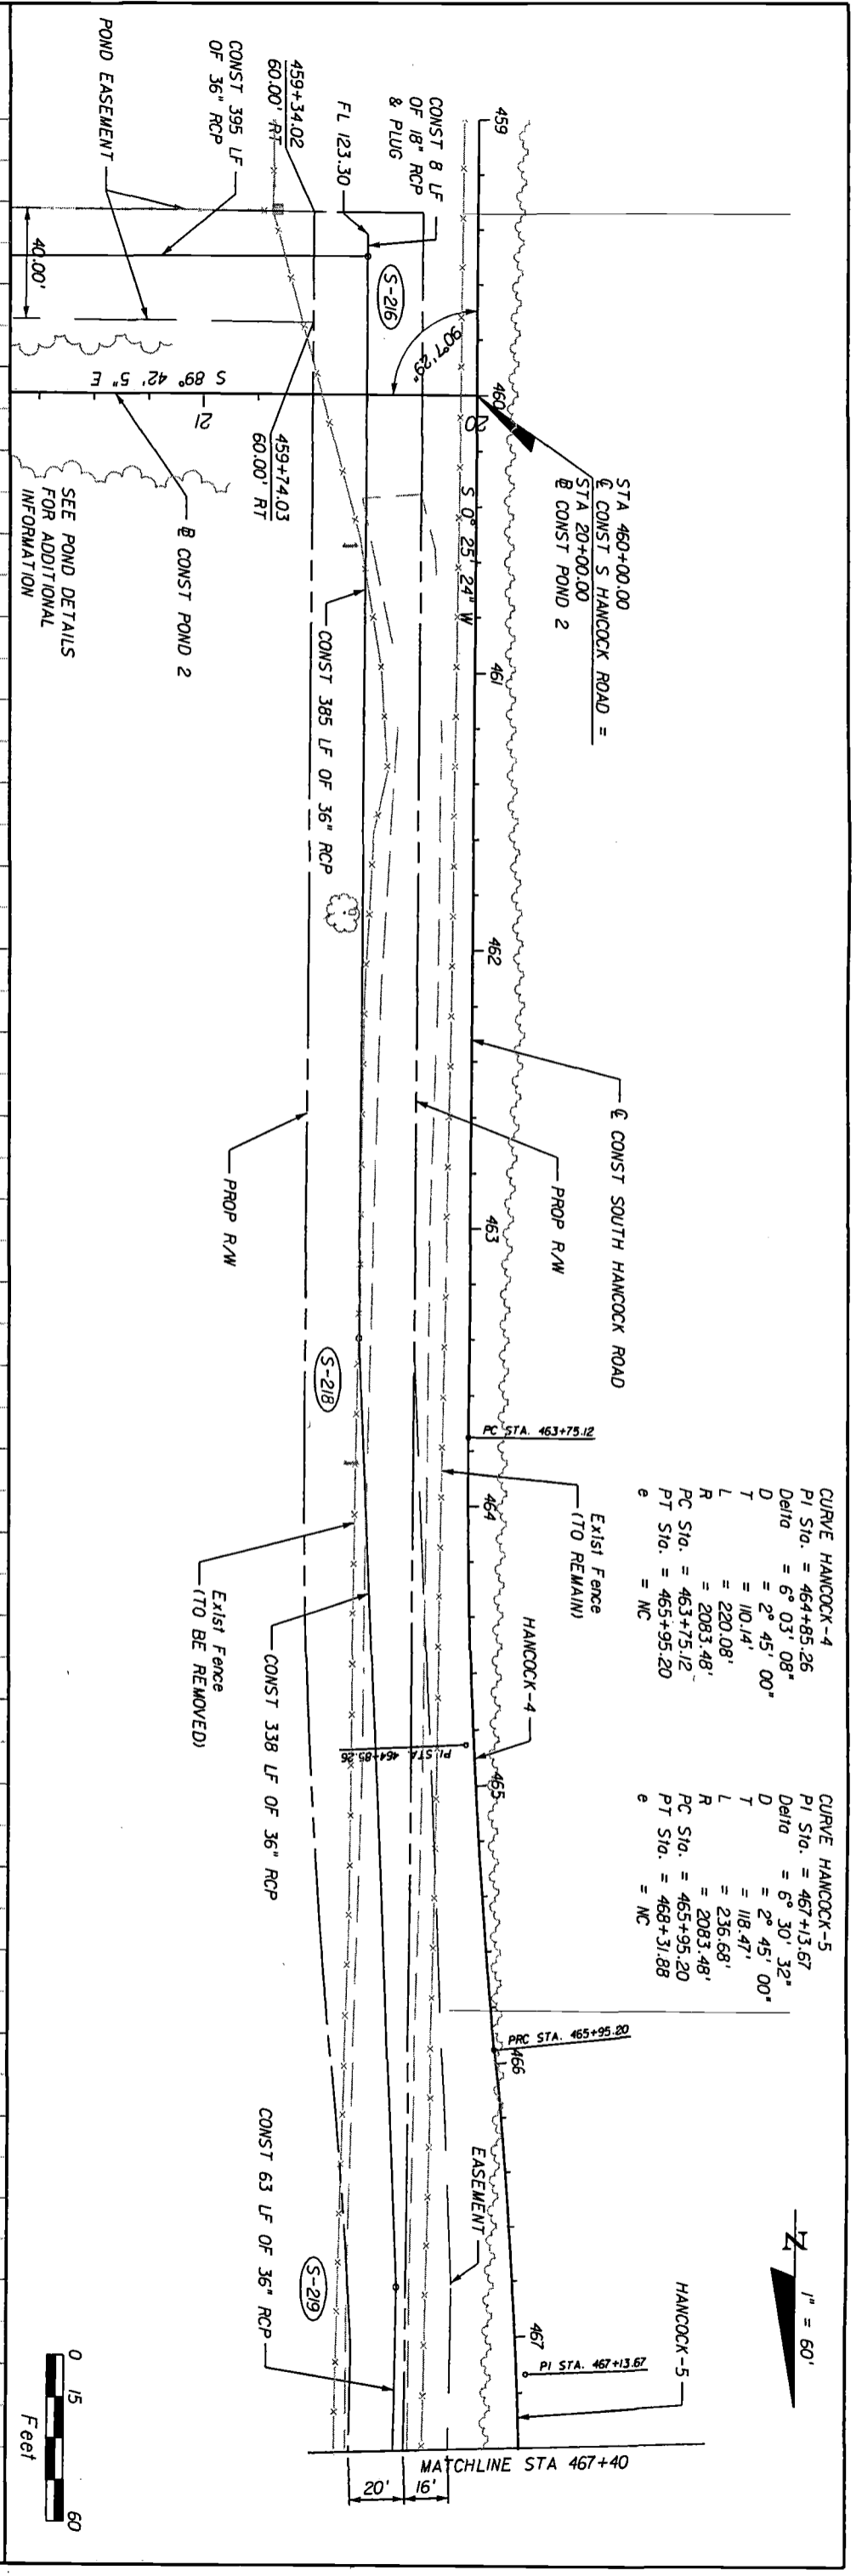 1" = 60'
N
CURVE HANCOCK-4
PI Sta. = 464+85.26
Delta = 6° 03' 08"
D = 2° 45' 00"
T = 110.14'
L = 220.08'
R = 2083.48'
PC Sta. = 463+75.12
PT Sta. = 465+95.20
e = NC
CURVE HANCOCK-5
PI Sta. = 467+13.67
Delta = 6° 30' 32"
D = 2° 45' 00"
T = 118.47'
L = 236.68'
R = 2083.48'
PC Sta. = 465+95.20
PT Sta. = 468+31.88
e = NC
STA 460+00.00
℄ CONST S HANCOCK ROAD =
STA 20+00.00
⅊ CONST POND 2
℄ CONST SOUTH HANCOCK ROAD
PC STA. 463+75.12
PRC STA. 465+95.20
PI STA. 467+13.67
HANCOCK-5
459
460
461
462
463
464
465
466
467
20
S 0° 25' 24" W
90°7'29"
PROP R/W
Exist Fence
(TO REMAIN)
HANCOCK-4
PI STA. 464+85.26
EASEMENT
MATCHLINE STA 467+40
16'
20'
CONST 8 LF
OF 18" RCP
& PLUG
FL 123.30
459+34.02
60.00' RT
S-216
CONST 395 LF
OF 36" RCP
POND EASEMENT
40.00'
S 89° 42' 5" E
21
459+74.03
60.00' RT
⅊ CONST POND 2
SEE POND DETAILS
FOR ADDITIONAL
INFORMATION
CONST 385 LF OF 36" RCP
PROP R/W
S-218
Exist Fence
(TO BE REMOVED)
CONST 338 LF OF 36" RCP
CONST 63 LF OF 36" RCP
S-219
0 15 60
Feet